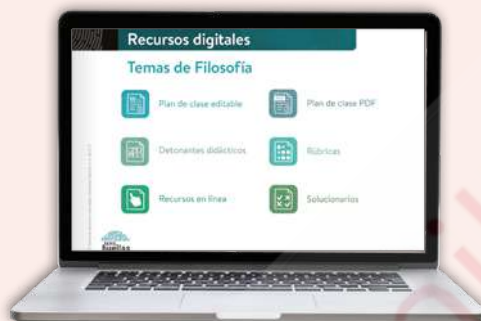 Recursos digitales
Temas de Filosofía
Plan de clase editable
Plan de clase PDF
Detonantes didácticos
Rúbricas
Recursos en línea
Solucionarios